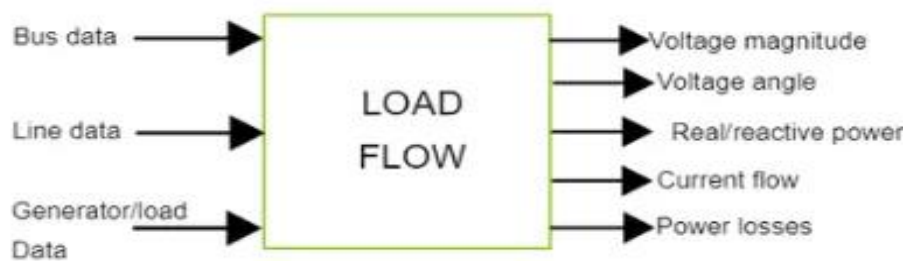 Bus data
Line data
Generator/load
Data
LOAD
FLOW
Voltage magnitude
Voltage angle
Real/reactive power
Current flow
Power losses